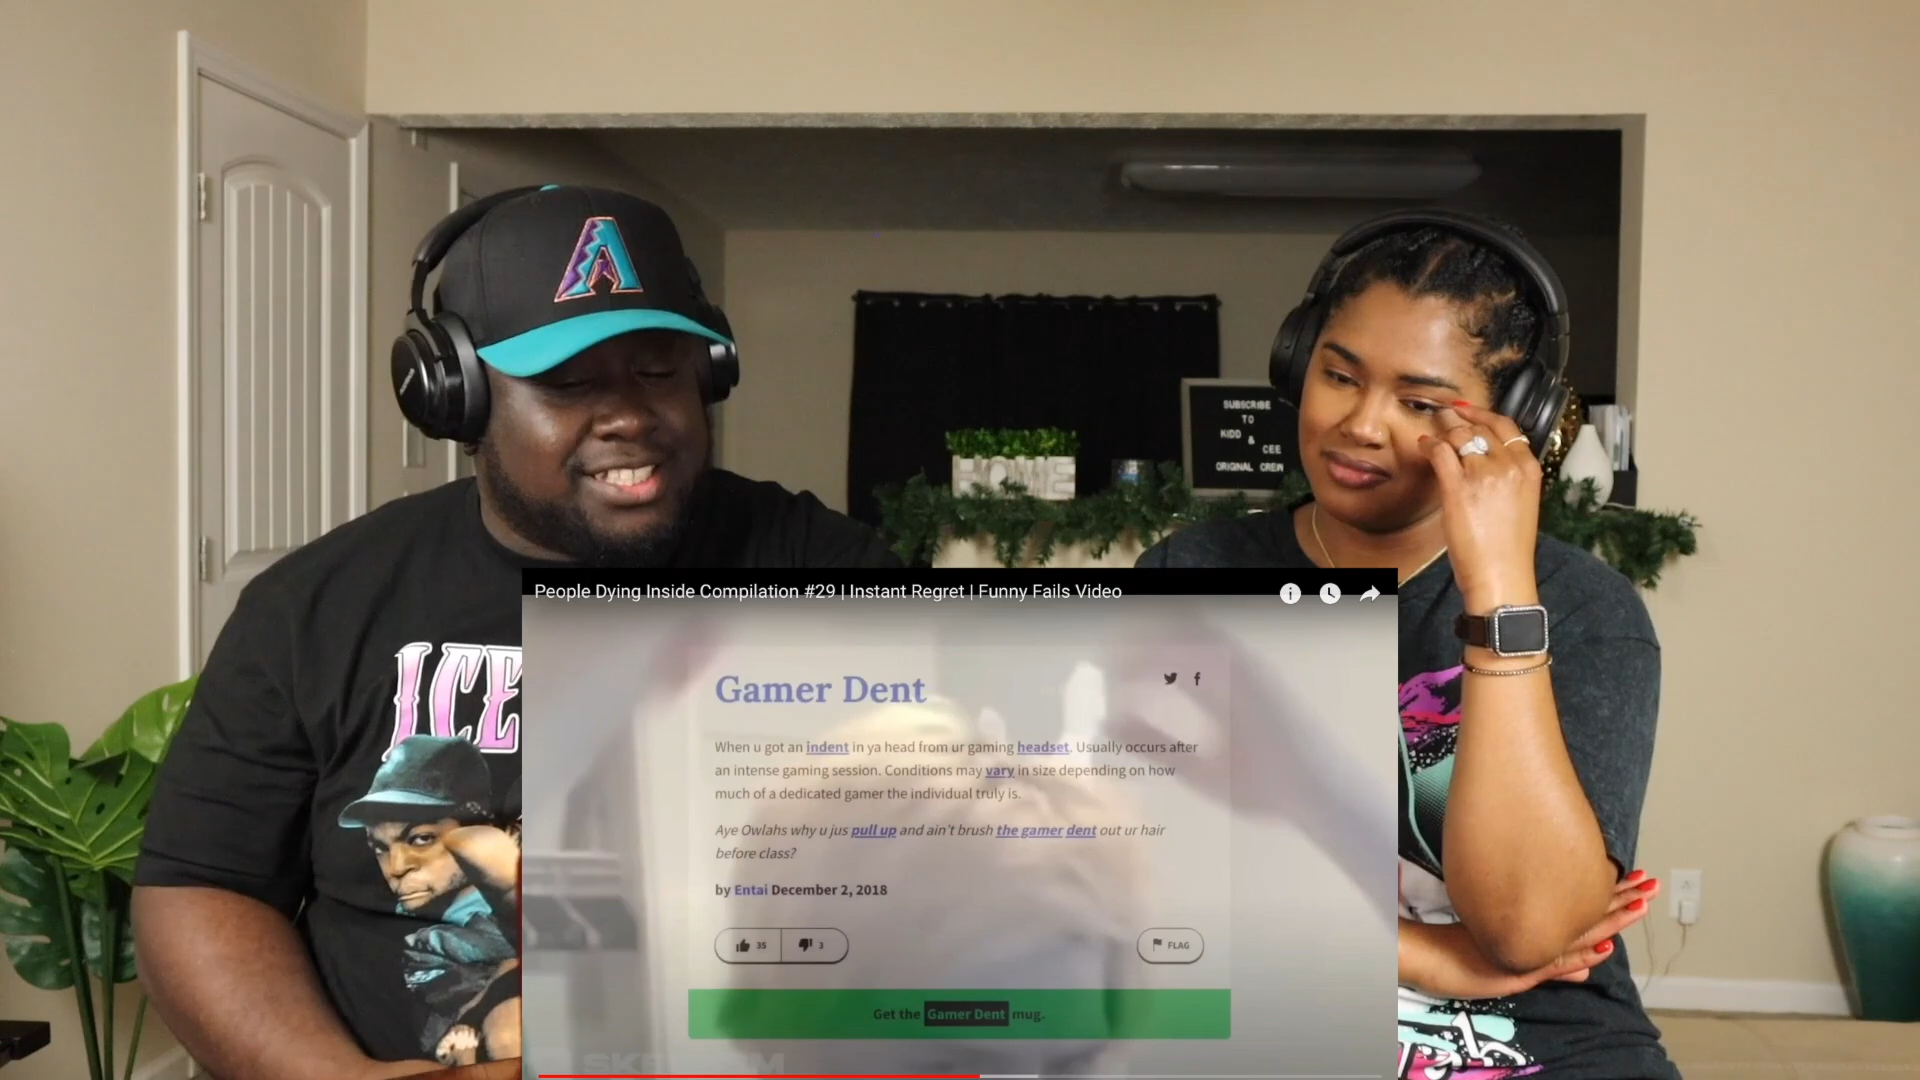 SUBSCRIBE
TO
KIDD &
CEE
ORIGINAL CREW
HOME
ICE
People Dying Inside Compilation #29 | Instant Regret | Funny Fails Video
Gamer Dent
When u got an indent in ya head from ur gaming headset. Usually occurs after
an intense gaming session. Conditions may vary in size depending on how
much of a dedicated gamer the individual truly is.
Aye Owlahs why u jus pull up and ain't brush the gamer dent out ur hair
before class?
by Entai December 2, 2018
35 3
FLAG
Get the Gamer Dent mug.